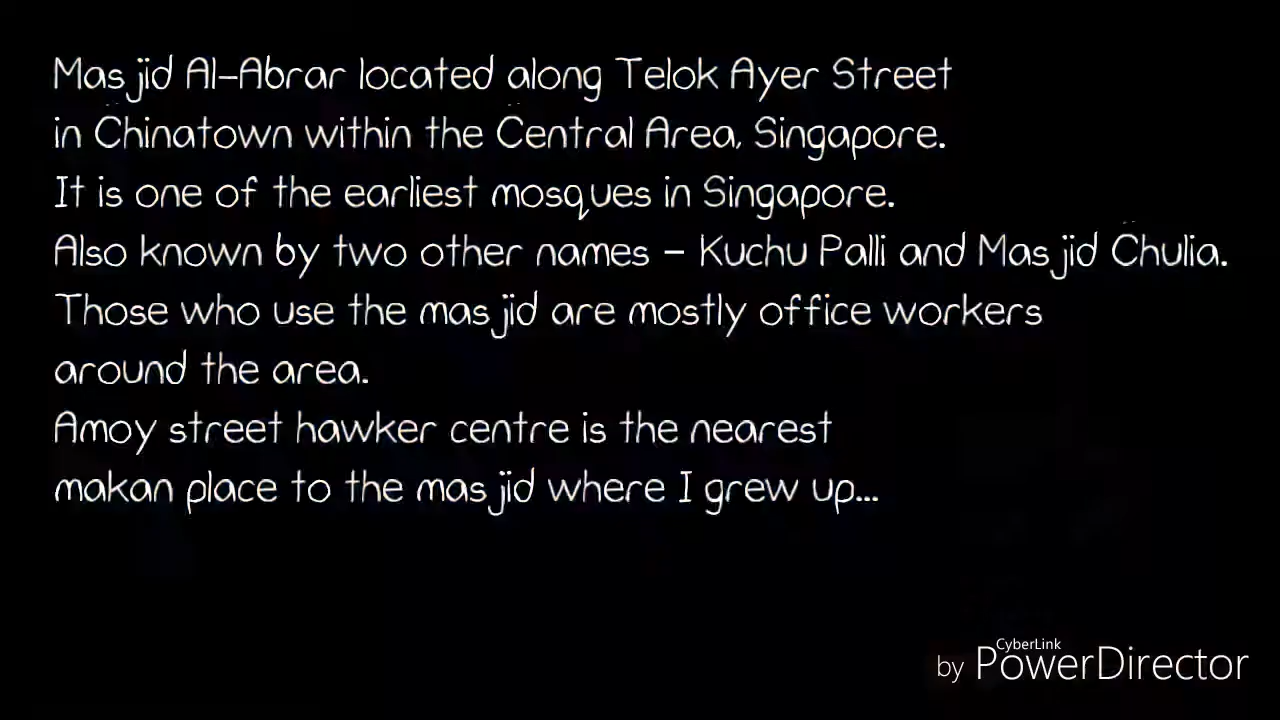 Masjid Al-Abrar located along Telok Ayer Street
in Chinatown within the Central Area, Singapore.
It is one of the earliest mosques in Singapore.
Also known by two other names - Kuchu Palli and Masjid Chulia.
Those who use the masjid are mostly office workers
around the area.
Amoy street hawker centre is the nearest
makan place to the masjid where I grew up...
by CyberLink PowerDirector